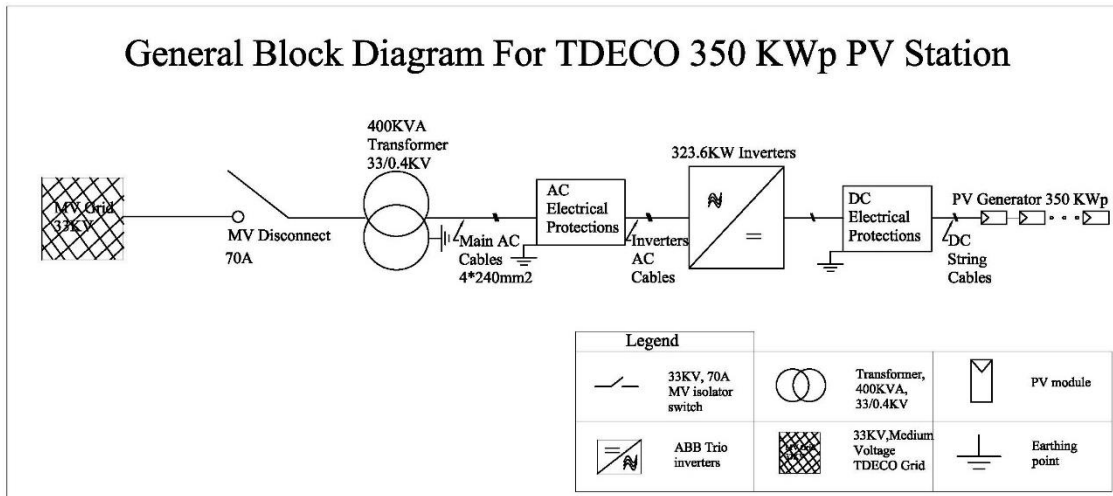 General Block Diagram For TDECO 350 KWp PV Station
400KVA
Transformer
33/0.4KV
323.6KW Inverters
MV Grid
33KV
MV Disconnect
70A
Main AC
Cables
4*240mm2
AC
Electrical
Protections
Inverters
AC
Cables
DC
Electrical
Protections
PV Generator 350 KWp
DC
String
Cables
Legend
33KV, 70A
MV isolator
switch
Transformer,
400KVA,
33/0.4KV
PV module
ABB Trio
inverters
33KV,Medium
Voltage
TDECO Grid
Earthing
point